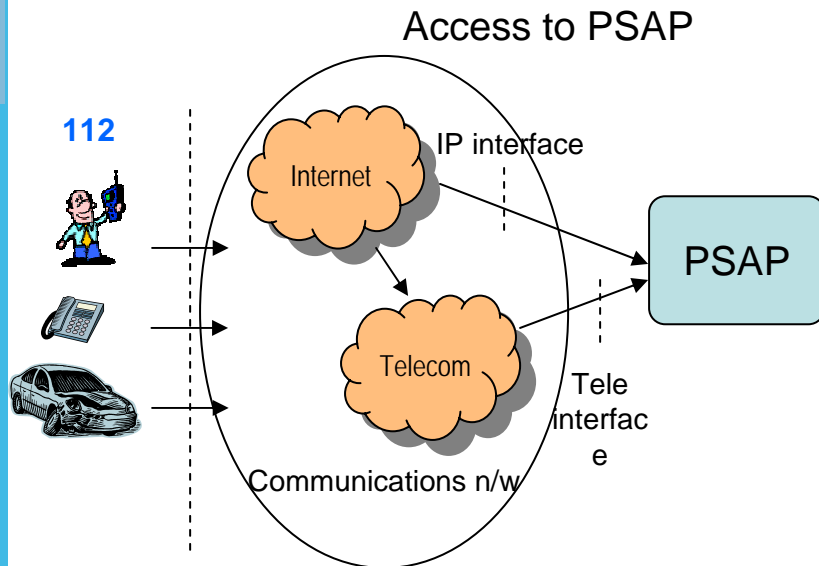 Access to PSAP
112
IP interface
Internet
PSAP
Telecom
Tele
interfac
e
Communications n/w